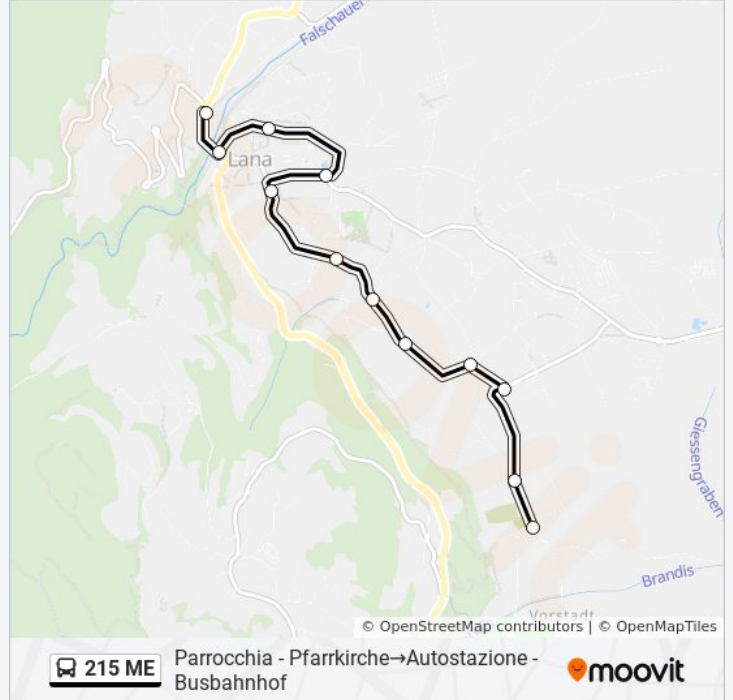 Falschauer
Lana
Giessengraben
Brandis
Vorstadt
© OpenStreetMap contributors | © OpenMapTiles
215 ME
Parrocchia - Pfarrkirche→Autostazione -
Busbahnhof
moovit